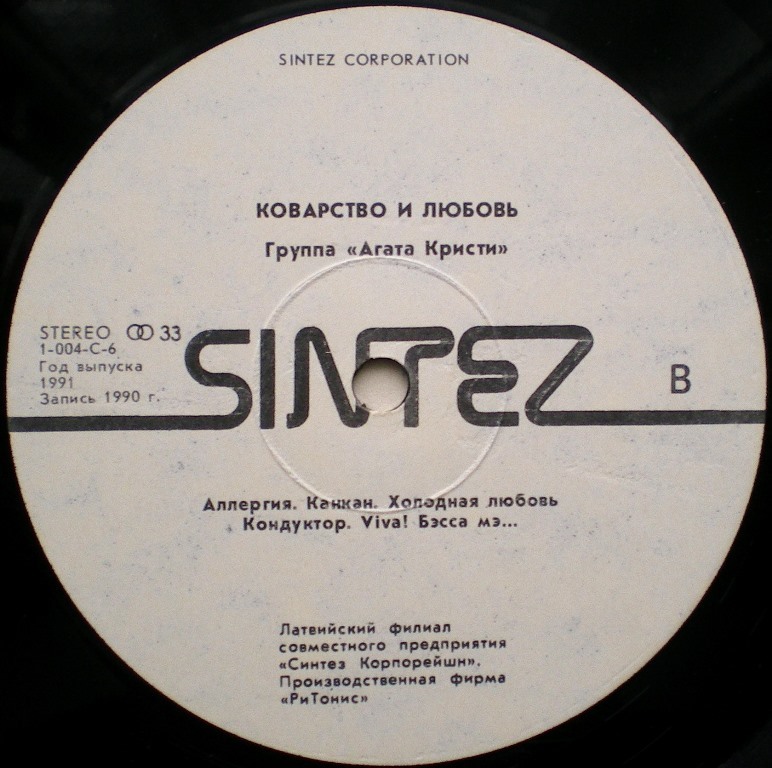 SINTEZ CORPORATION
КОВАРСТВО И ЛЮБОВЬ
Группа «Агата Кристи»
STEREO 33
1-004-С-6
Год выпуска
1991
Запись 1990 г.
SINTEZ
B
Аллергия. Канкан. Холодная любовь
Кондуктор. Viva! Бэсса мэ...
Латвийский филиал
совместного предприятия
«Синтез Корпорейшн».
Производственная фирма
«РиТонис»